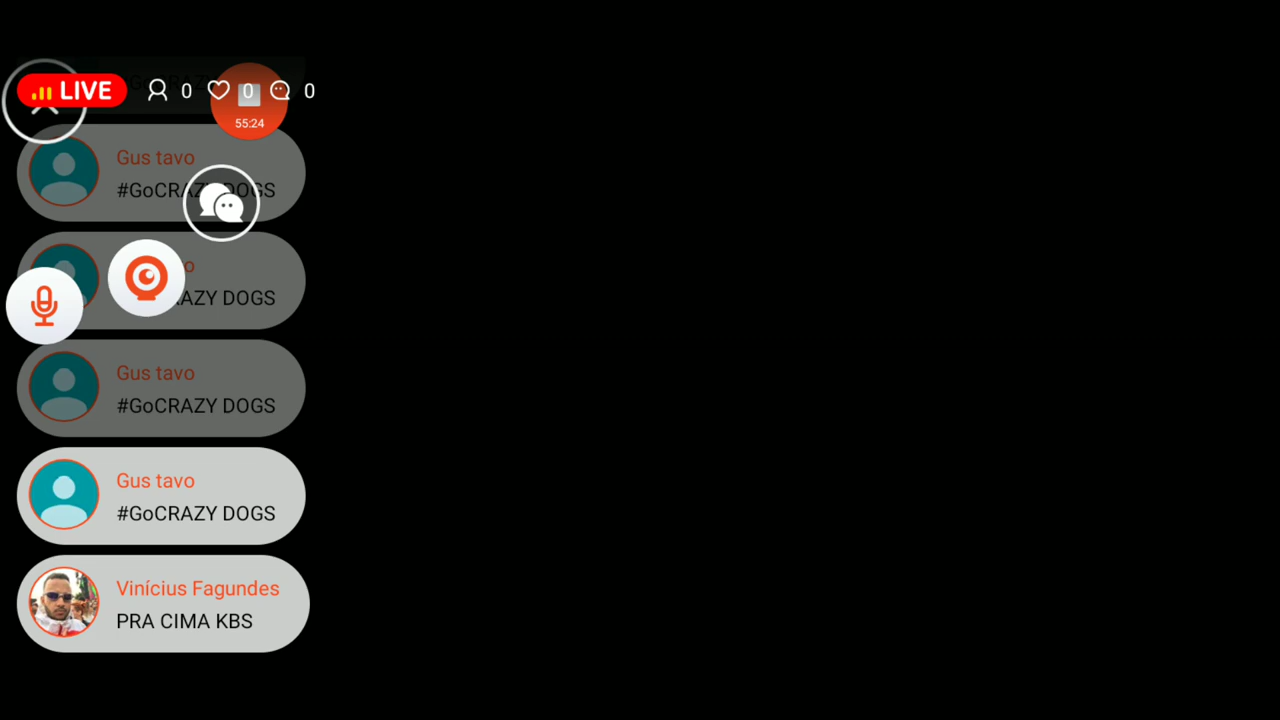 LIVE 0 0 0
55:24
Gus tavo
#GoCRAZY DOGS
AZY DOGS
Gus tavo
#GoCRAZY DOGS
Gus tavo
#GoCRAZY DOGS
Vinícius Fagundes
PRA CIMA KBS